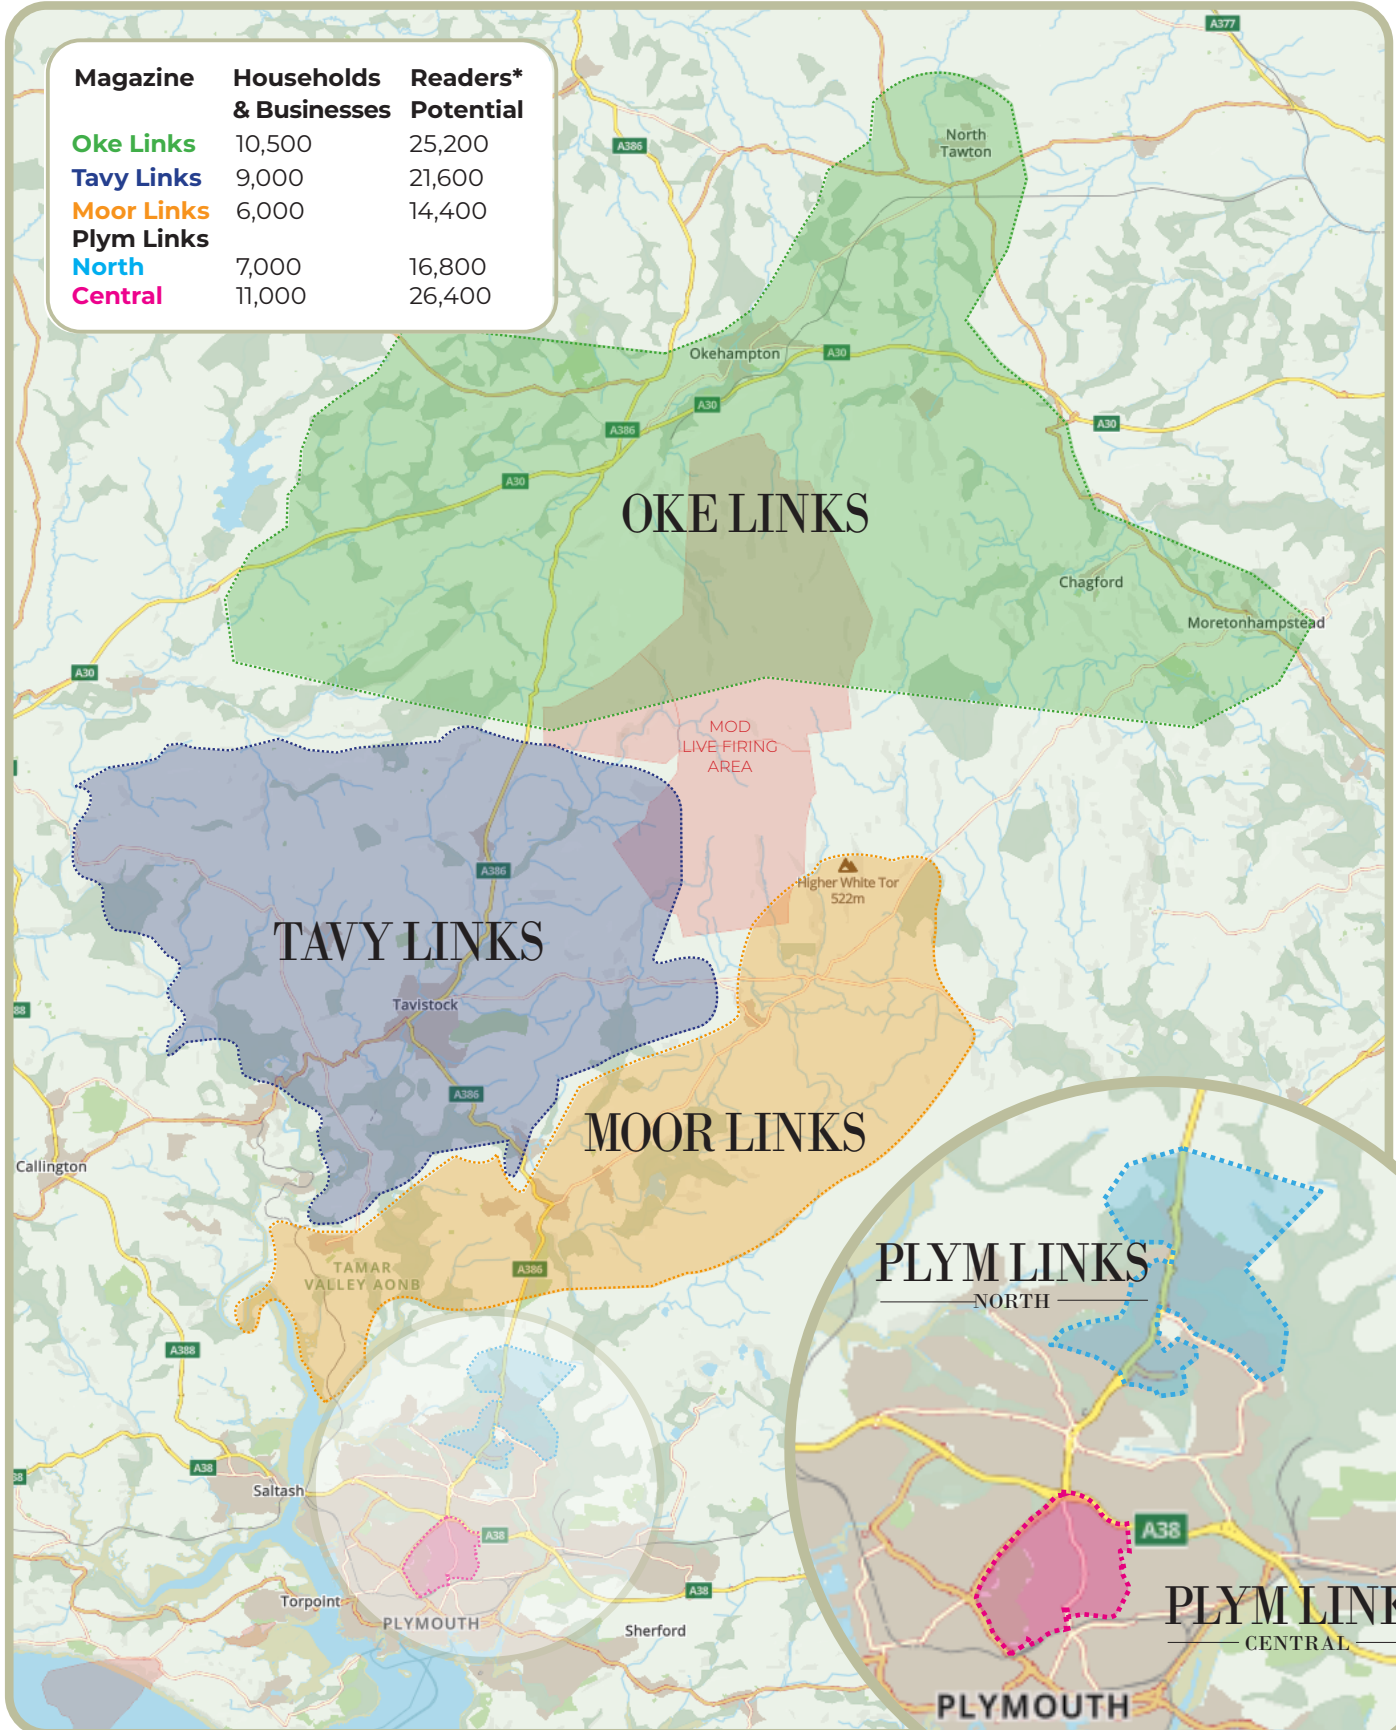 Magazine Households Readers*
& Businesses Potential
Oke Links 10,500 25,200
Tavy Links 9,000 21,600
Moor Links 6,000 14,400
Plym Links
North 7,000 16,800
Central 11,000 26,400
A377
A386
North
Tawton
Okehampton
A30
A30
A386
A30
A30
OKE LINKS
Chagford
Moretonhampstead
A30
MOD
LIVE FIRING
AREA
A386
Higher White Tor
522m
TAVY LINKS
Tavistock
88
A386
MOOR LINKS
Callington
TAMAR
VALLEY AONB
A386
PLYM LINKS
NORTH
A388
A38
38
Saltash
A38
A38
A38
Torpoint
PLYMOUTH
Sherford
PLYM LINK
CENTRAL
PLYMOUTH